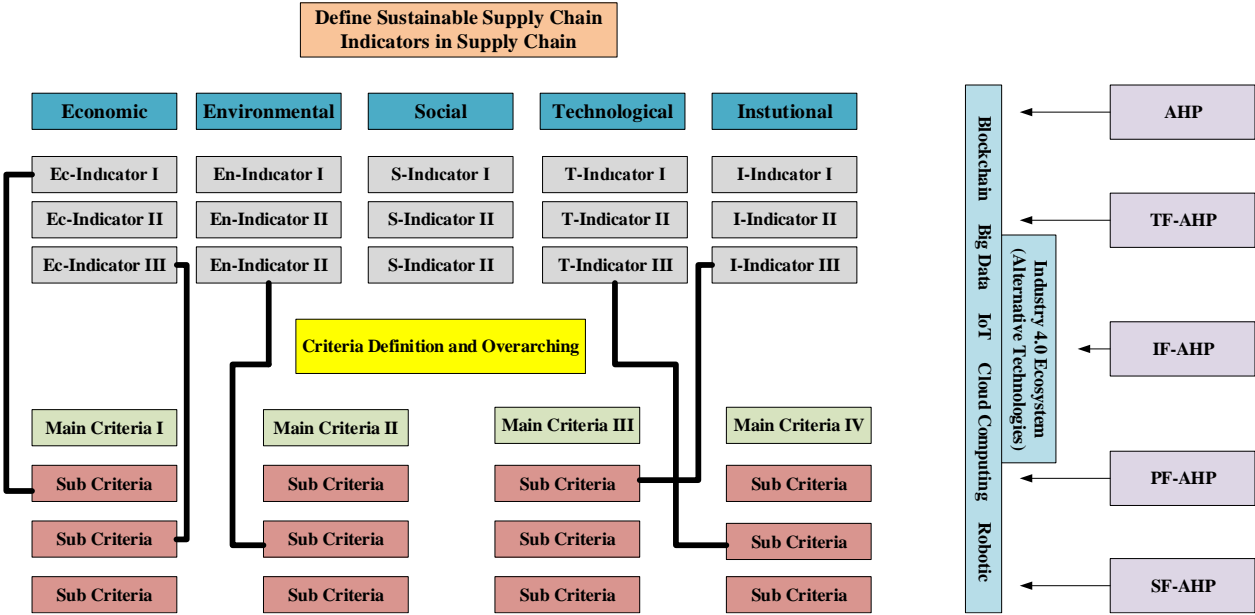 Define Sustainable Supply Chain
Indicators in Supply Chain
Economic
Environmental
Social
Technological
Instutional
Ec-Indicator I
En-Indicator I
S-Indicator I
T-Indicator I
I-Indicator I
Ec-Indicator II
En-Indicator II
S-Indicator II
T-Indicator II
I-Indicator II
Ec-Indicator III
En-Indicator II
S-Indicator II
T-Indicator III
I-Indicator III
Criteria Definition and Overarching
Main Criteria I
Main Criteria II
Main Criteria III
Main Criteria IV
Sub Criteria
Sub Criteria
Sub Criteria
Sub Criteria
Sub Criteria
Sub Criteria
Sub Criteria
Sub Criteria
Sub Criteria
Sub Criteria
Sub Criteria
Sub Criteria
Blockchain Big Data IoT Cloud Computing Robotic
Industry 4.0 Ecosystem
(Alternative Technologies)
AHP
TF-AHP
IF-AHP
PF-AHP
SF-AHP